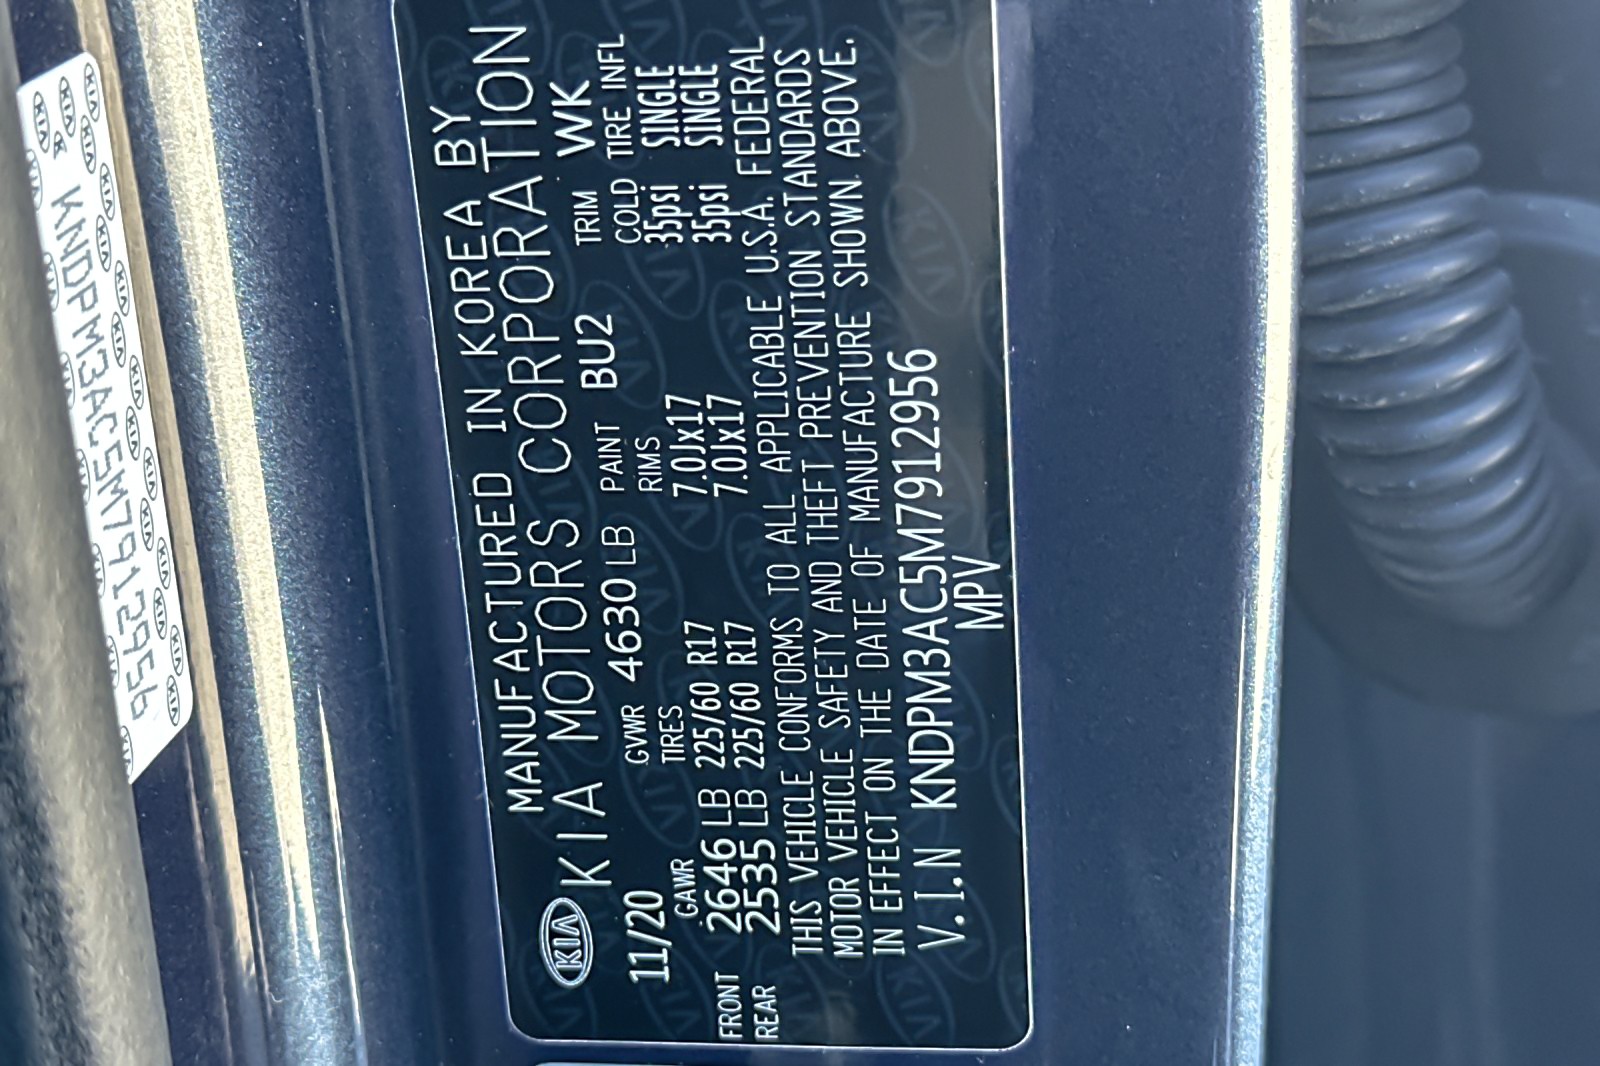 KNDPM3AC5M7912956
MANUFACTURED IN KOREA BY
KIA KIA MOTORS CORPORATION
11/20 GVWR 4630 LB PAINT BU2 TRIM WK
GAWR TIRES RIMS COLD TIRE INFL
FRONT 2646 LB 225/60 R17 7.0Jx17 35psi SINGLE
REAR 2535 LB 225/60 R17 7.0Jx17 35psi SINGLE
THIS VEHICLE CONFORMS TO ALL APPLICABLE U.S.A. FEDERAL
MOTOR VEHICLE SAFETY AND THEFT PREVENTION STANDARDS
IN EFFECT ON THE DATE OF MANUFACTURE SHOWN ABOVE.
V.I.N KNDPM3AC5M7912956
MPV